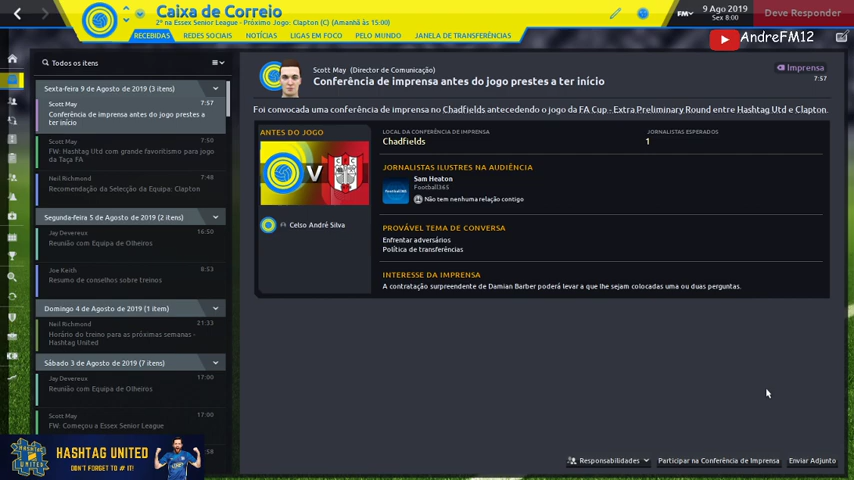 Caixa de Correio
2º na Essex Senior League - Próximo Jogo: Clapton (C) (Amanhã às 15:00)
FM
9 Ago 2019
Sex 8:00
Deve Responder
RECEBIDAS
REDES SOCIAIS
NOTÍCIAS
LIGAS EM FOCO
PELO MUNDO
JANELA DE TRANSFERÊNCIAS
AndreFM12
Todos os itens
Sexta-feira 9 de Agosto de 2019 (3 itens)
Scott May 7:57
Conferência de imprensa antes do jogo prestes a
ter início
Scott May 7:50
FW: Hashtag Utd com grande favoritismo para jogo
da Taça FA
Neil Richmond 7:48
Recomendação da Selecção da Equipa: Clapton
Segunda-feira 5 de Agosto de 2019 (2 itens)
Jay Devereux 16:50
Reunião com Equipa de Olheiros
Joe Keith 8:53
Resumo de conselhos sobre treinos
Domingo 4 de Agosto de 2019 (1 item)
Neil Richmond 21:33
Horário do treino para as próximas semanas -
Hashtag United
Sábado 3 de Agosto de 2019 (7 itens)
Jay Devereux 17:00
Reunião com Equipa de Olheiros
Scott May 17:00
FW: Começou a Essex Senior League
:58
HASHTAG UNITED
DON'T FORGET TO # IT!
HASHTAG
UNITED
Scott May (Director de Comunicação)
Conferência de imprensa antes do jogo prestes a ter início
Imprensa
7:57
Foi convocada uma conferência de imprensa no Chadfields antecedendo o jogo da FA Cup - Extra Preliminary Round entre Hashtag Utd e Clapton.
ANTES DO JOGO
V
Celso André Silva
LOCAL DA CONFERÊNCIA DE IMPRENSA
Chadfields
JORNALISTAS ESPERADOS
1
JORNALISTAS ILUSTRES NA AUDIÊNCIA
Sam Heaton
Football365
Não tem nenhuma relação contigo
PROVÁVEL TEMA DE CONVERSA
Enfrentar adversários
Política de transferências
INTERESSE DA IMPRENSA
A contratação surpreendente de Damian Barber poderá levar a que lhe sejam colocadas uma ou duas perguntas.
Responsabilidades
Participar na Conferência de Imprensa
Enviar Adjunto